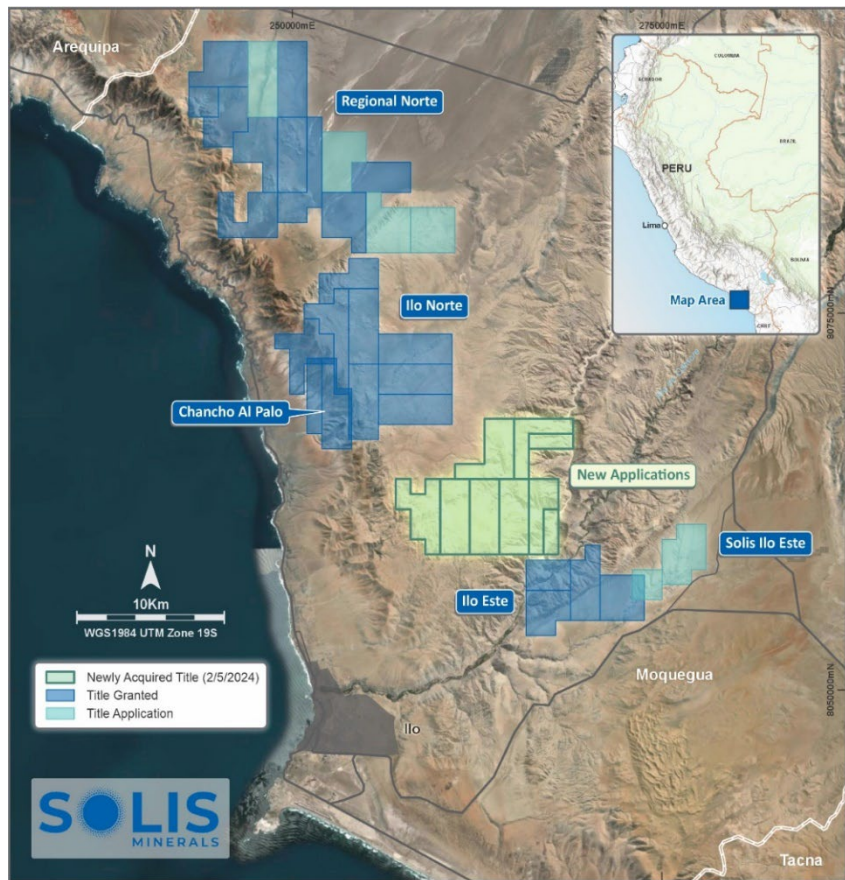 250000mE
275000mE
Arequipa
Regional Norte
COLOMBIA
ECUADOR
BRAZIL
PERU
Lima
BOLIVIA
Map Area
CHILE
8075000mN
Ilo Norte
Chancho Al Palo
New Applications
Solis Ilo Este
N
10Km
WGS1984 UTM Zone 19S
Ilo Este
Newly Acquired Title (2/5/2024)
Title Granted
Title Application
Moquegua
8050000mN
Ilo
SOLIS
MINERALS
Tacna